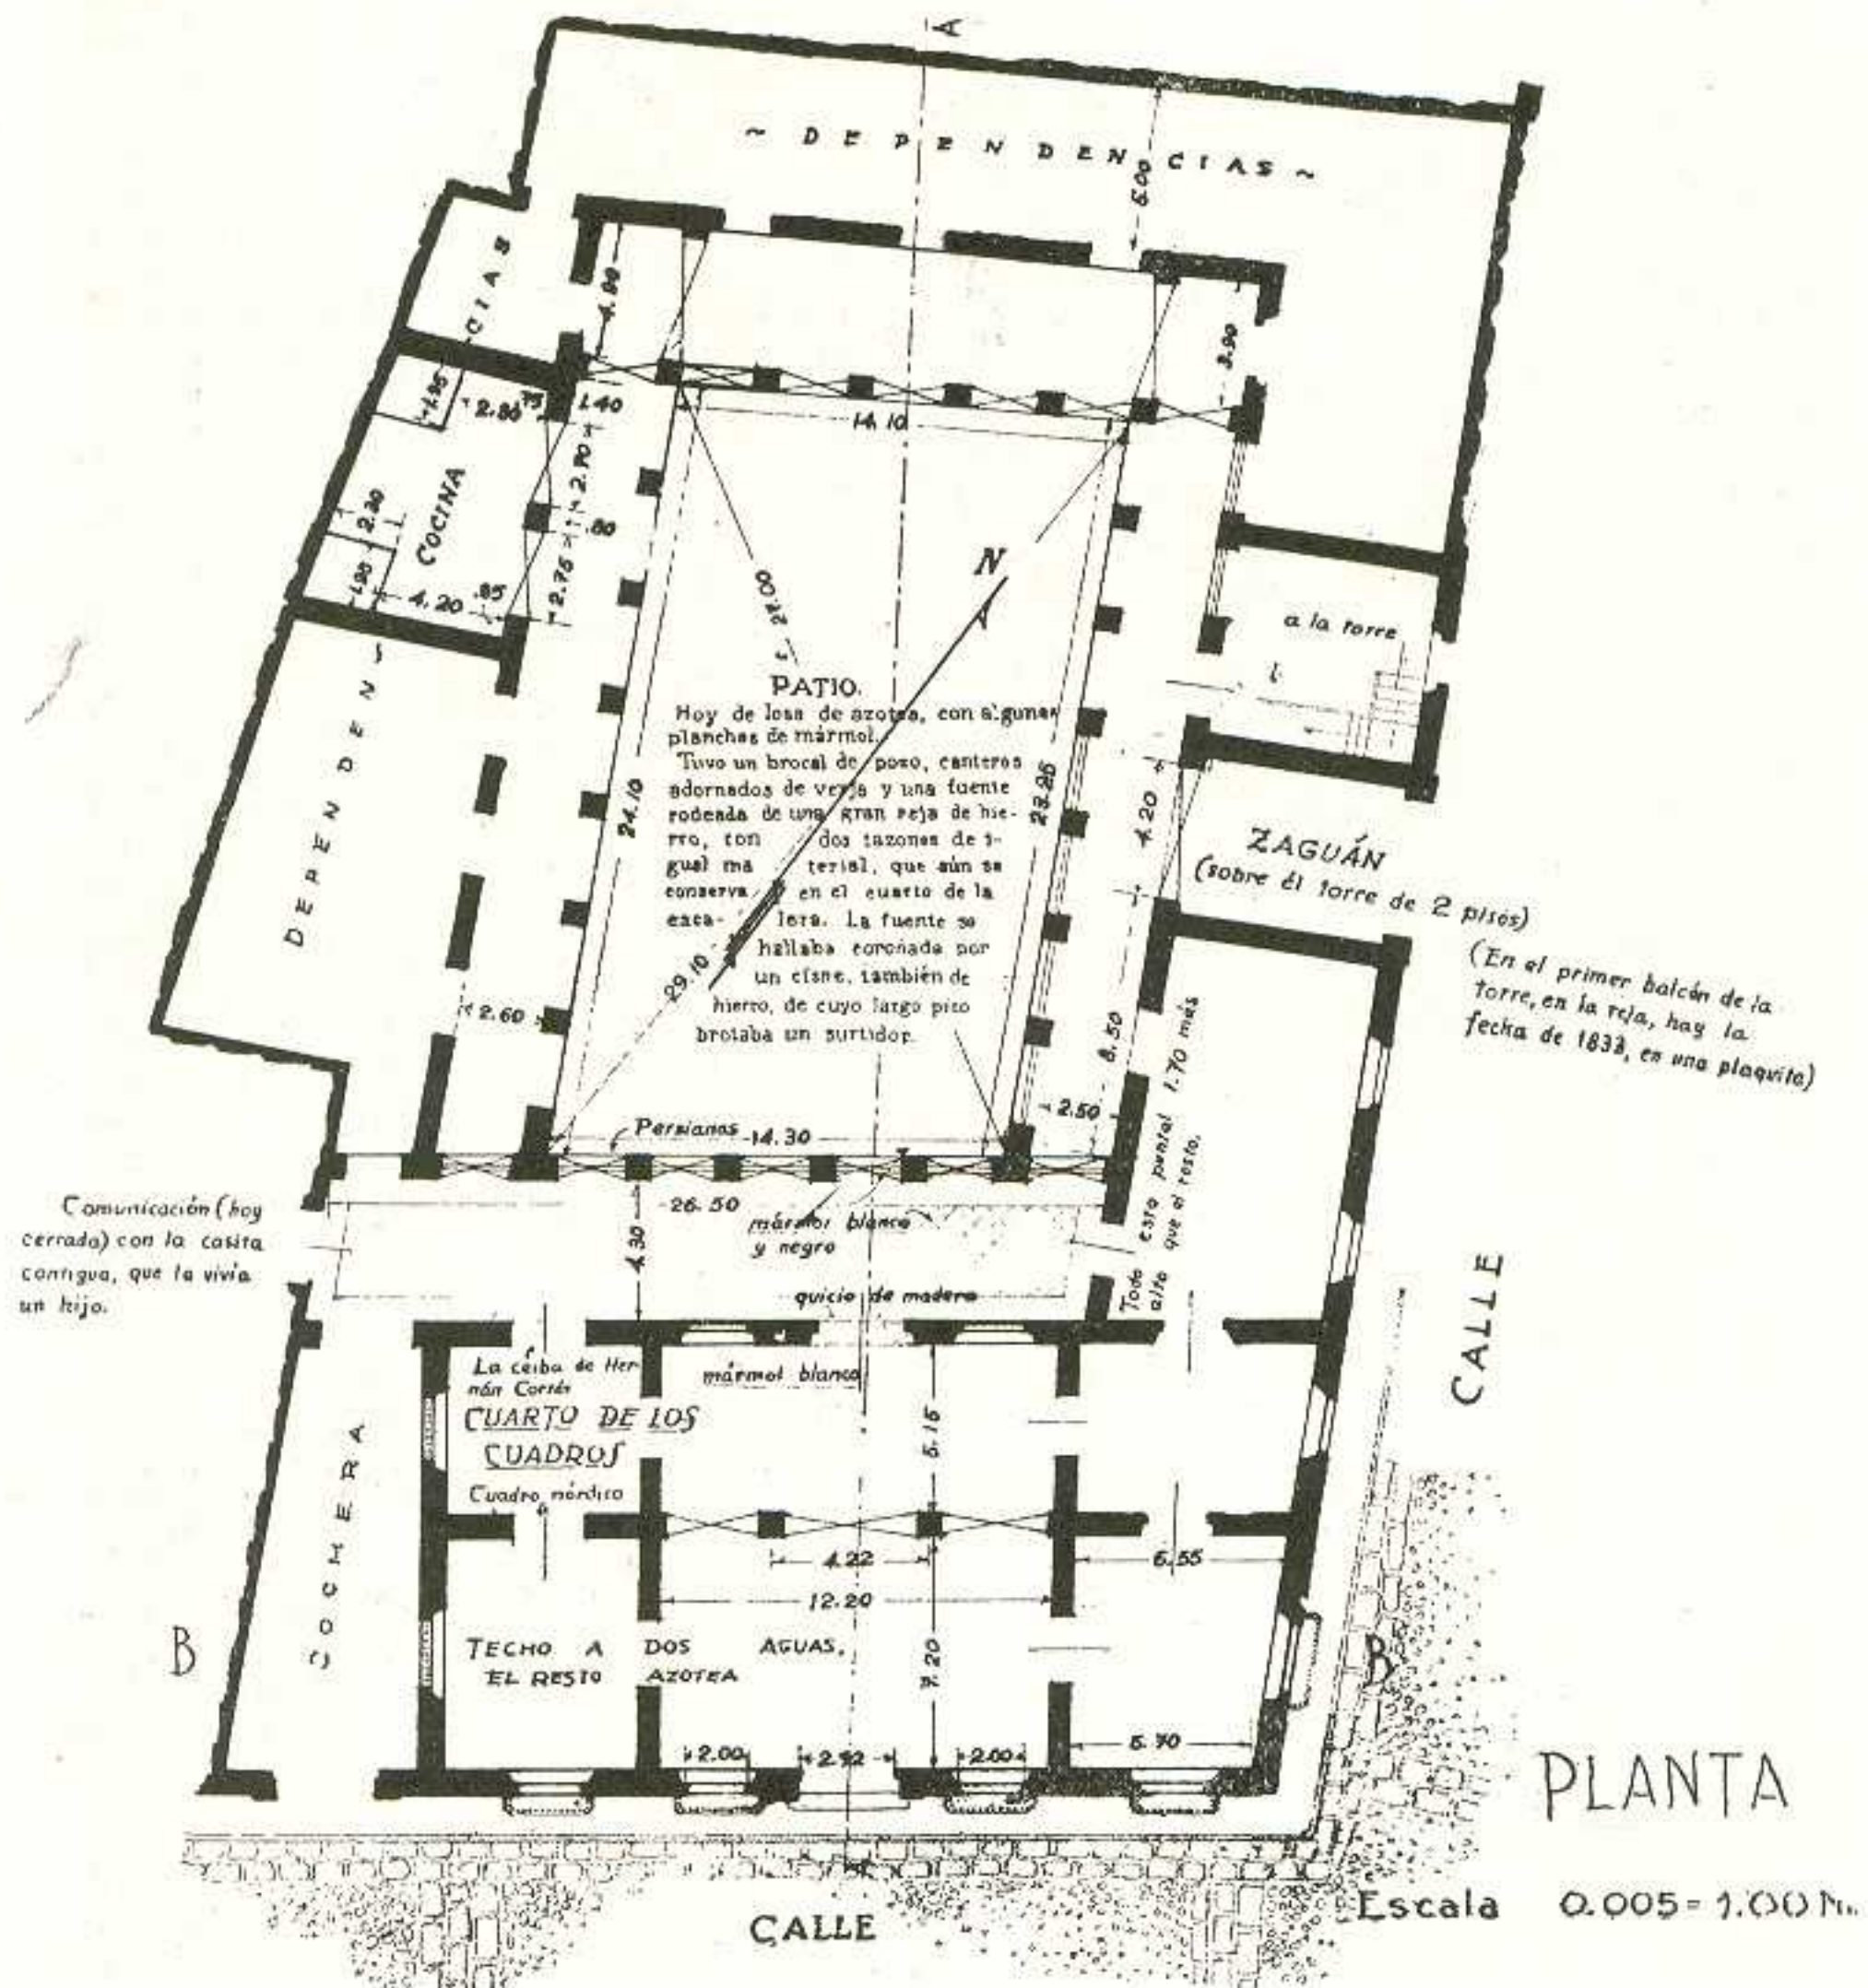 A
~ DEPENDENCIAS ~
6.00
CIAS
4.90
3.90
1.95
2.80
.75
1.40
14.10
2.70
COCINA
2.30
.80
1.90
4.20
.85
2.75
N
a la torre
PATIO.
Hoy de losa de azotea, con algunas
planchas de mármol.
Tuvo un brocal de pozo, canteros
adornados de verja y una fuente
rodeada de una gran reja de hie-
rro, con dos tazones de i-
gual ma terial, que aún se
conserva en el cuarto de la
esca- lera. La fuente se
hallaba coronada por
un cisne, también de
hierro, de cuyo largo pico
brotaba un surtidor.
24.10
23.25
29.10
DEPENDEN
4.20
ZAGUÁN
(sobre él torre de 2 pisos)
(En el primer balcón de la
torre, en la reja, hay la
fecha de 1833, en una plaquita)
2.60
8.50
2.50
Todo esto puntal 1.70 más
alto que el resto.
Persianas
14.30
26.50
Comunicación (hoy
cerrada) con la casita
contigua, que la vivía
un hijo.
4.30
mármol blanco
y negro
quicio de madera
CALLE
La ceiba de Her-
nán Cortés
CUARTO DE LOS
CUADROS
Cuadro nórdico
mármol blanco
5.15
COCHERA
4.22
6.55
12.20
B
TECHO A DOS AGUAS.
EL RESTO AZOTEA
7.20
B
2.00
2.92
2.00
5.70
PLANTA
CALLE
Escala 0.005 = 1.00 M.